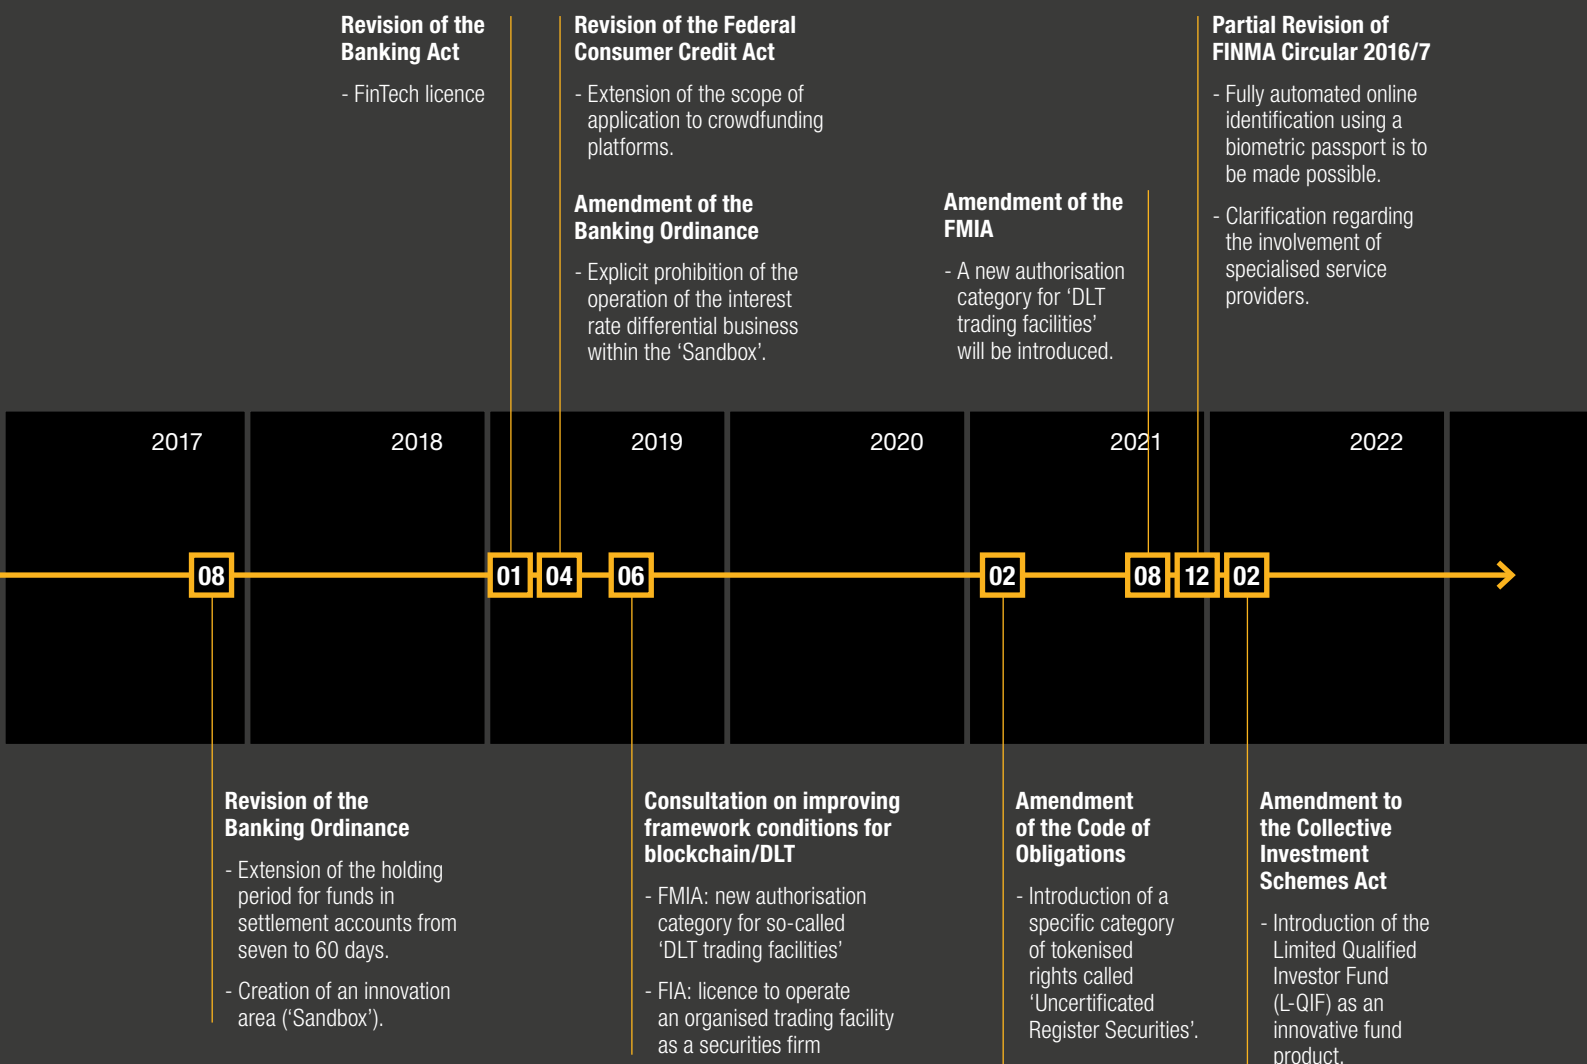 Revision of the
Banking Act
- FinTech licence
Revision of the Federal
Consumer Credit Act
- Extension of the scope of
application to crowdfunding
platforms.
Amendment of the
Banking Ordinance
- Explicit prohibition of the
operation of the interest
rate differential business
within the ‘Sandbox’.
Amendment of the
FMIA
- A new authorisation
category for ‘DLT
trading facilities’
will be introduced.
Partial Revision of
FINMA Circular 2016/7
- Fully automated online
identification using a
biometric passport is to
be made possible.
- Clarification regarding
the involvement of
specialised service
providers.
2017
2018
2019
2020
2021
2022
08
01
04
06
02
08
12
02
Revision of the
Banking Ordinance
- Extension of the holding
period for funds in
settlement accounts from
seven to 60 days.
- Creation of an innovation
area (‘Sandbox’).
Consultation on improving
framework conditions for
blockchain/DLT
- FMIA: new authorisation
category for so-called
‘DLT trading facilities’
- FIA: licence to operate
an organised trading facility
as a securities firm
Amendment
of the Code of
Obligations
- Introduction of a
specific category
of tokenised
rights called
‘Uncertificated
Register Securities’.
Amendment to
the Collective
Investment
Schemes Act
- Introduction of the
Limited Qualified
Investor Fund
(L-QIF) as an
innovative fund
product.